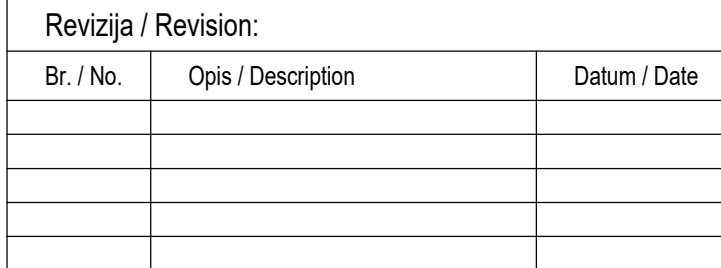 Revizija / Revision:
Br. / No. Opis / Description Datum / Date